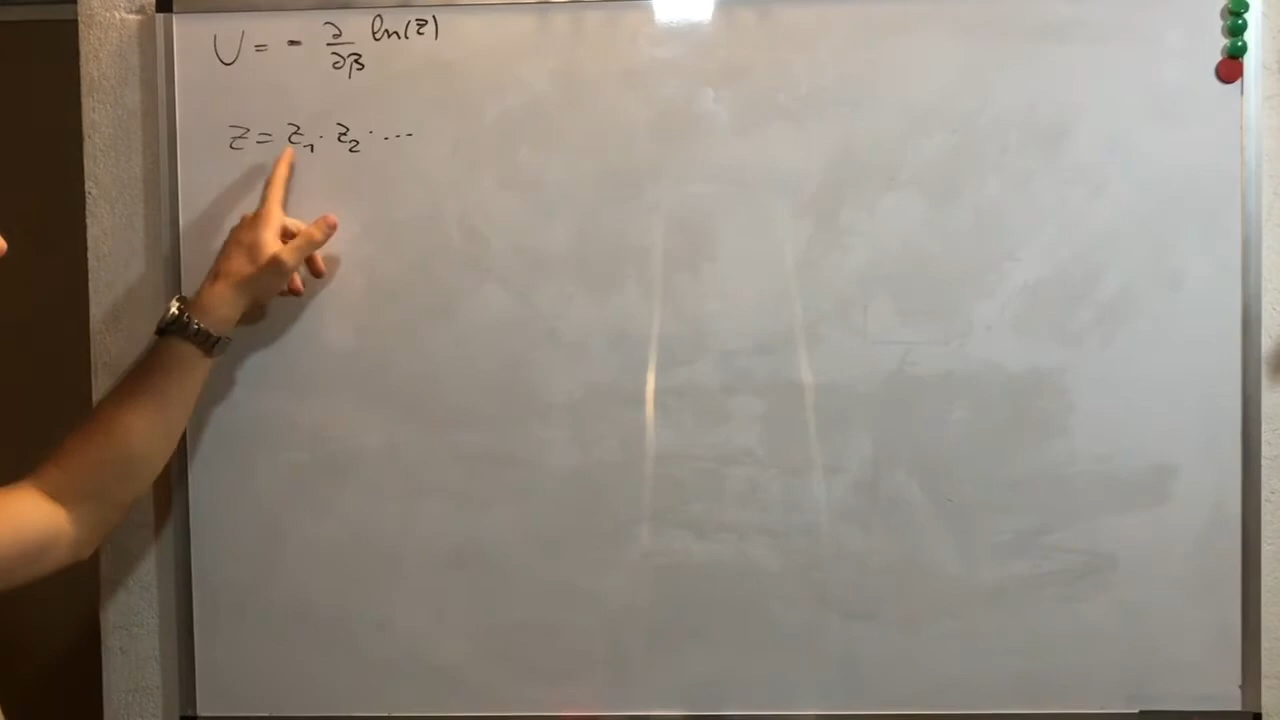 U = - ∂/∂β ln(Z)
Z = Z₁ · Z₂ · ...